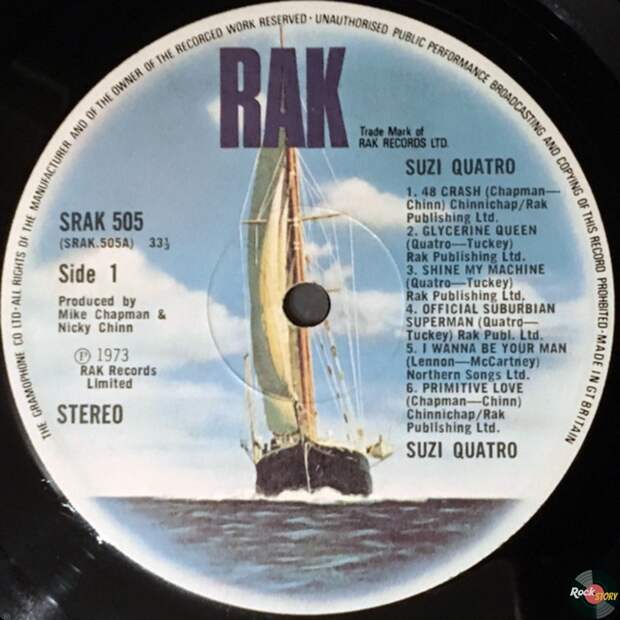 THE GRAMOPHONE CO LTD·ALL RIGHTS OF THE MANUFACTURER AND OF THE OWNER OF THE RECORDED WORK RESERVED · UNAUTHORISED PUBLIC PERFORMANCE BROADCASTING AND COPYING OF THIS RECORD PROHIBITED·MADE IN GT BRITAIN
RAK
Trade Mark of
RAK RECORDS LTD.
SRAK 505
(SRAK.505A) 33⅓
Side 1
Produced by
Mike Chapman &
Nicky Chinn
℗ 1973
RAK Records
Limited
STEREO
SUZI QUATRO
1. 48 CRASH (Chapman—
Chinn) Chinnichap/Rak
Publishing Ltd.
2. GLYCERINE QUEEN
(Quatro—Tuckey)
Rak Publishing Ltd.
3. SHINE MY MACHINE
(Quatro—Tuckey)
Rak Publishing Ltd.
4. OFFICIAL SUBURBIAN
SUPERMAN (Quatro—
Tuckey) Rak Publ. Ltd.
5. I WANNA BE YOUR MAN
(Lennon—McCartney)
Northern Songs Ltd.
6. PRIMITIVE LOVE
(Chapman—Chinn)
Chinnichap/Rak
Publishing Ltd.
SUZI QUATRO
Rock
STORY